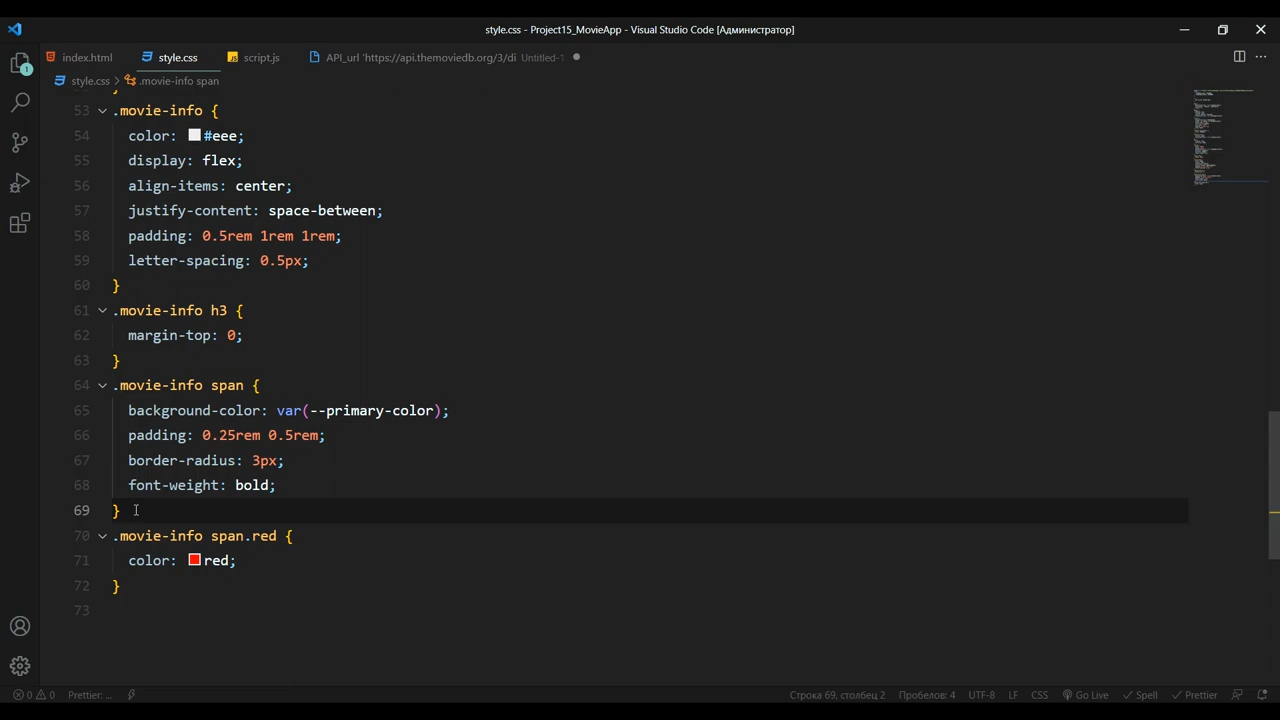 style.css - Project15_MovieApp - Visual Studio Code [Администратор]
index.html
style.css
script.js
API_url 'https://api.themoviedb.org/3/di Untitled-1
style.css > .movie-info span
1
53 .movie-info {
54 color: #eee;
55 display: flex;
56 align-items: center;
57 justify-content: space-between;
58 padding: 0.5rem 1rem 1rem;
59 letter-spacing: 0.5px;
60 }
61 .movie-info h3 {
62 margin-top: 0;
63 }
64 .movie-info span {
65 background-color: var(--primary-color);
66 padding: 0.25rem 0.5rem;
67 border-radius: 3px;
68 font-weight: bold;
69 }
70 .movie-info span.red {
71 color: red;
72 }
73
0 0 Prettier: ... Строка 69, столбец 2 Пробелов: 4 UTF-8 LF CSS Go Live Spell Prettier